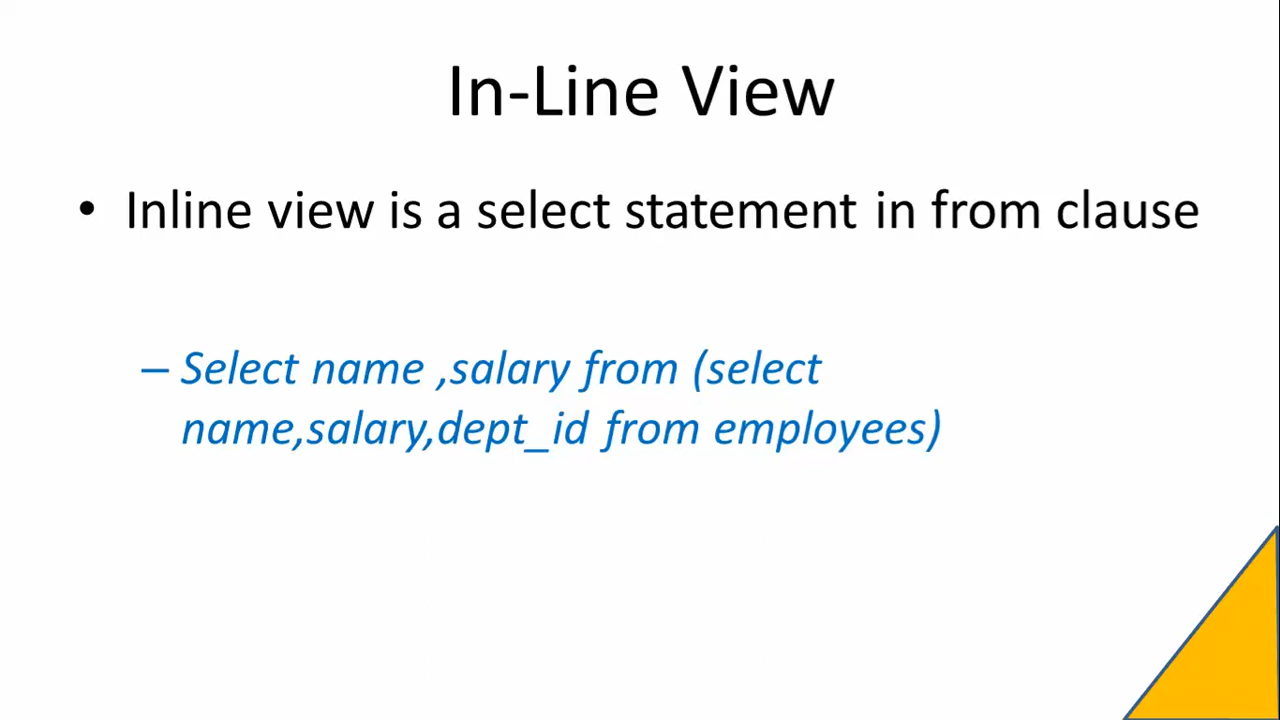 In-Line View
• Inline view is a select statement in from clause
– Select name ,salary from (select
name,salary,dept_id from employees)